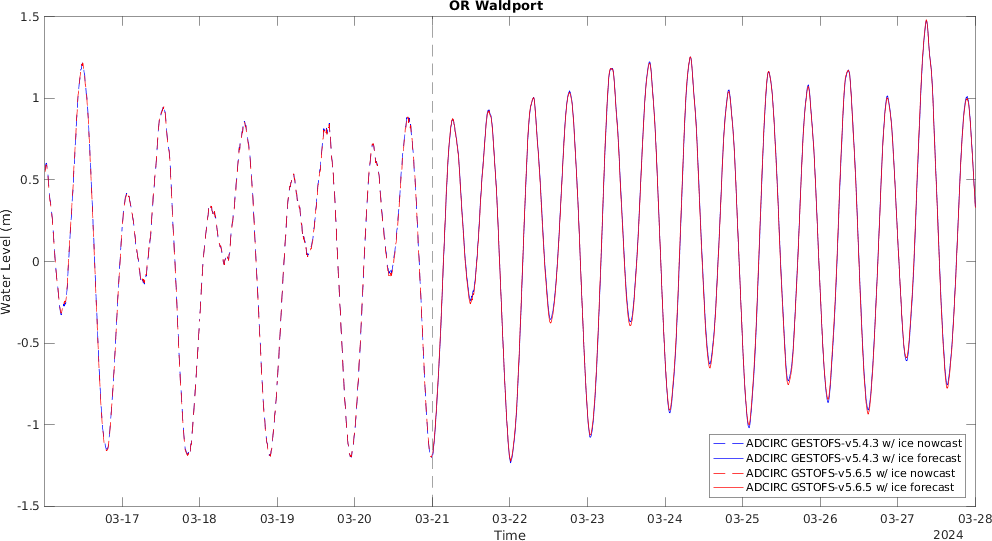 OR Waldport
1.5
1
0.5
0
-0.5
-1
-1.5
Water Level (m)
03-17 03-18 03-19 03-20 03-21 03-22 03-23 03-24 03-25 03-26 03-27 03-28
Time
2024
ADCIRC GESTOFS-v5.4.3 w/ ice nowcast
ADCIRC GESTOFS-v5.4.3 w/ ice forecast
ADCIRC GSTOFS-v5.6.5 w/ ice nowcast
ADCIRC GSTOFS-v5.6.5 w/ ice forecast